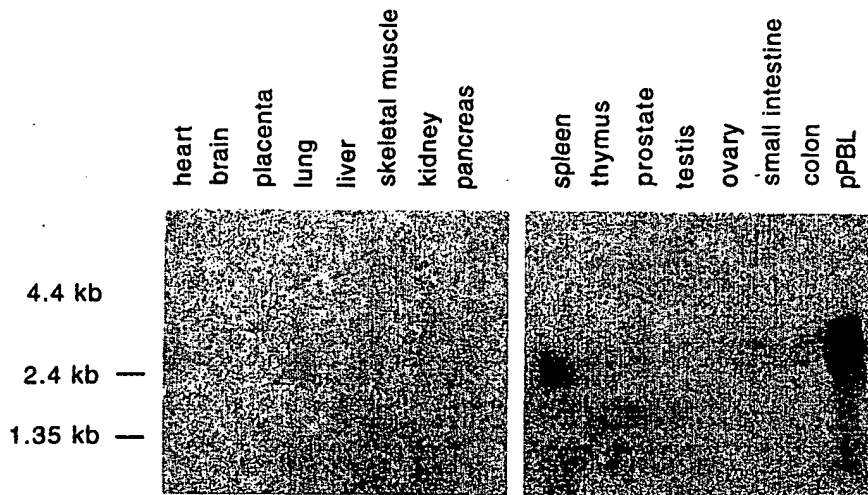 heart
brain
placenta
lung
liver
skeletal muscle
kidney
pancreas
spleen
thymus
prostate
testis
ovary
small intestine
colon
pPBL
4.4 kb
2.4 kb
1.35 kb